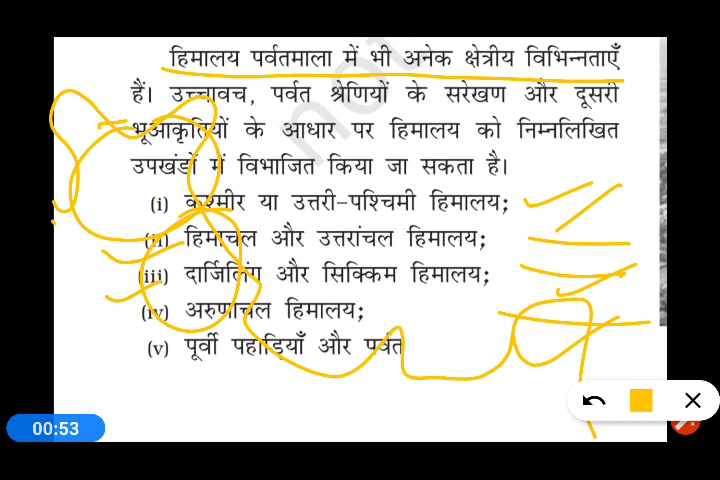 हिमालय पर्वतमाला में भी अनेक क्षेत्रीय विभिन्नताएँ
हैं। उच्चावच, पर्वत श्रेणियों के सरेखण और दूसरी
भूआकृतियों के आधार पर हिमालय को निम्नलिखित
उपखंडों में विभाजित किया जा सकता है।
(i) कश्मीर या उत्तरी-पश्चिमी हिमालय;
(ii) हिमाचल और उत्तरांचल हिमालय;
(iii) दार्जिलिंग और सिक्किम हिमालय;
(iv) अरुणाचल हिमालय;
(v) पूर्वी पहाड़ियाँ और पर्वत
not
00:53